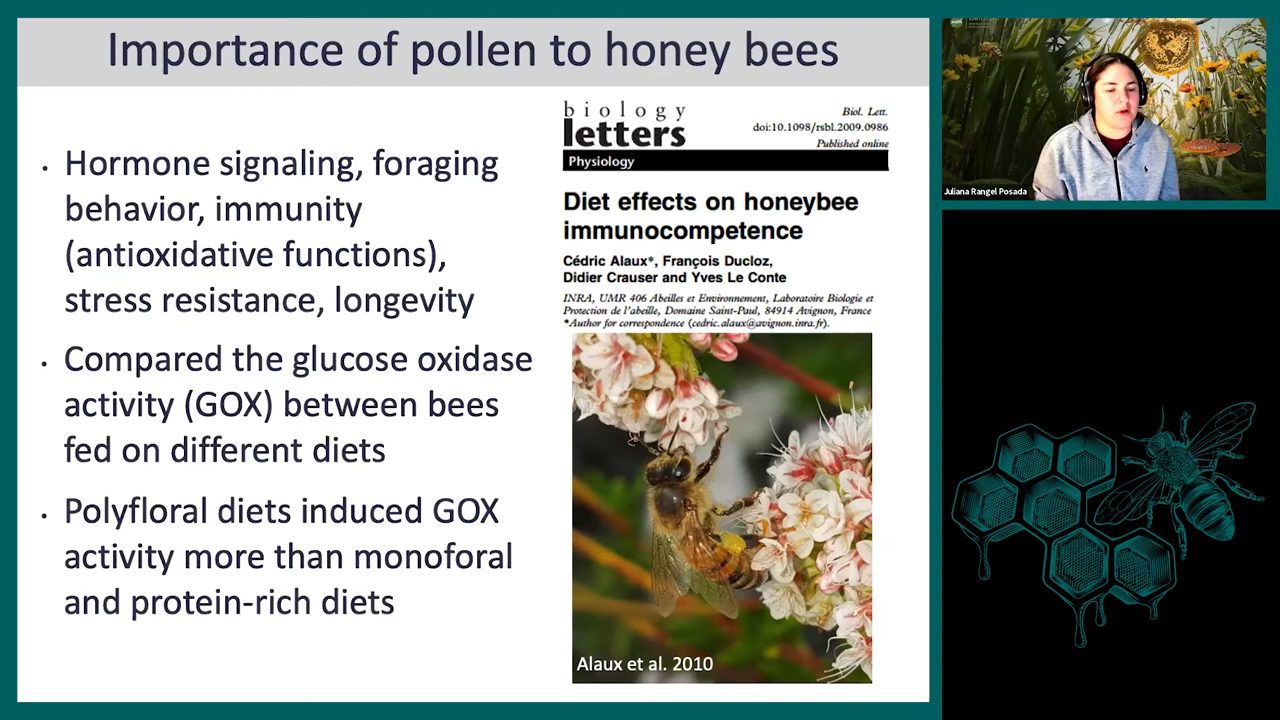 Importance of pollen to honey bees
• Hormone signaling, foraging
behavior, immunity
(antioxidative functions),
stress resistance, longevity
• Compared the glucose oxidase
activity (GOX) between bees
fed on different diets
• Polyfloral diets induced GOX
activity more than monoforal
and protein-rich diets
biology
letters
Biol. Lett.
doi:10.1098/rsbl.2009.0986
Published online
Physiology
Diet effects on honeybee
immunocompetence
Cédric Alaux*, François Ducloz,
Didier Crauser and Yves Le Conte
INRA, UMR 406 Abeilles et Environnement, Laboratoire Biologie et
Protection de l'abeille, Domaine Saint-Paul, 84914 Avignon, France
*Author for correspondence (cedric.alaux@avignon.inra.fr).
Alaux et al. 2010
Juliana Rangel Posada